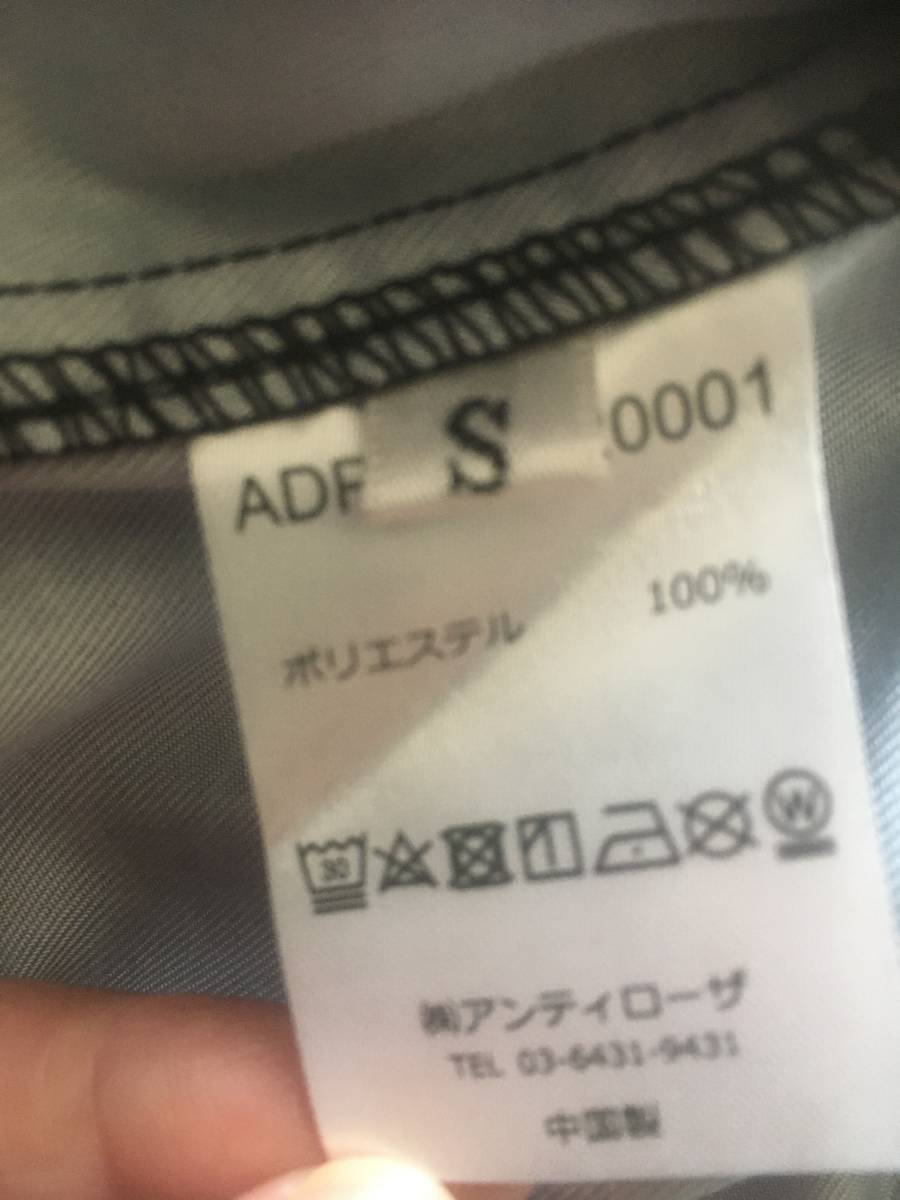 S
ADF
.0001
ポリエステル 100%
30
W
㈱アンティローザ
TEL 03-6431-9431
中国製